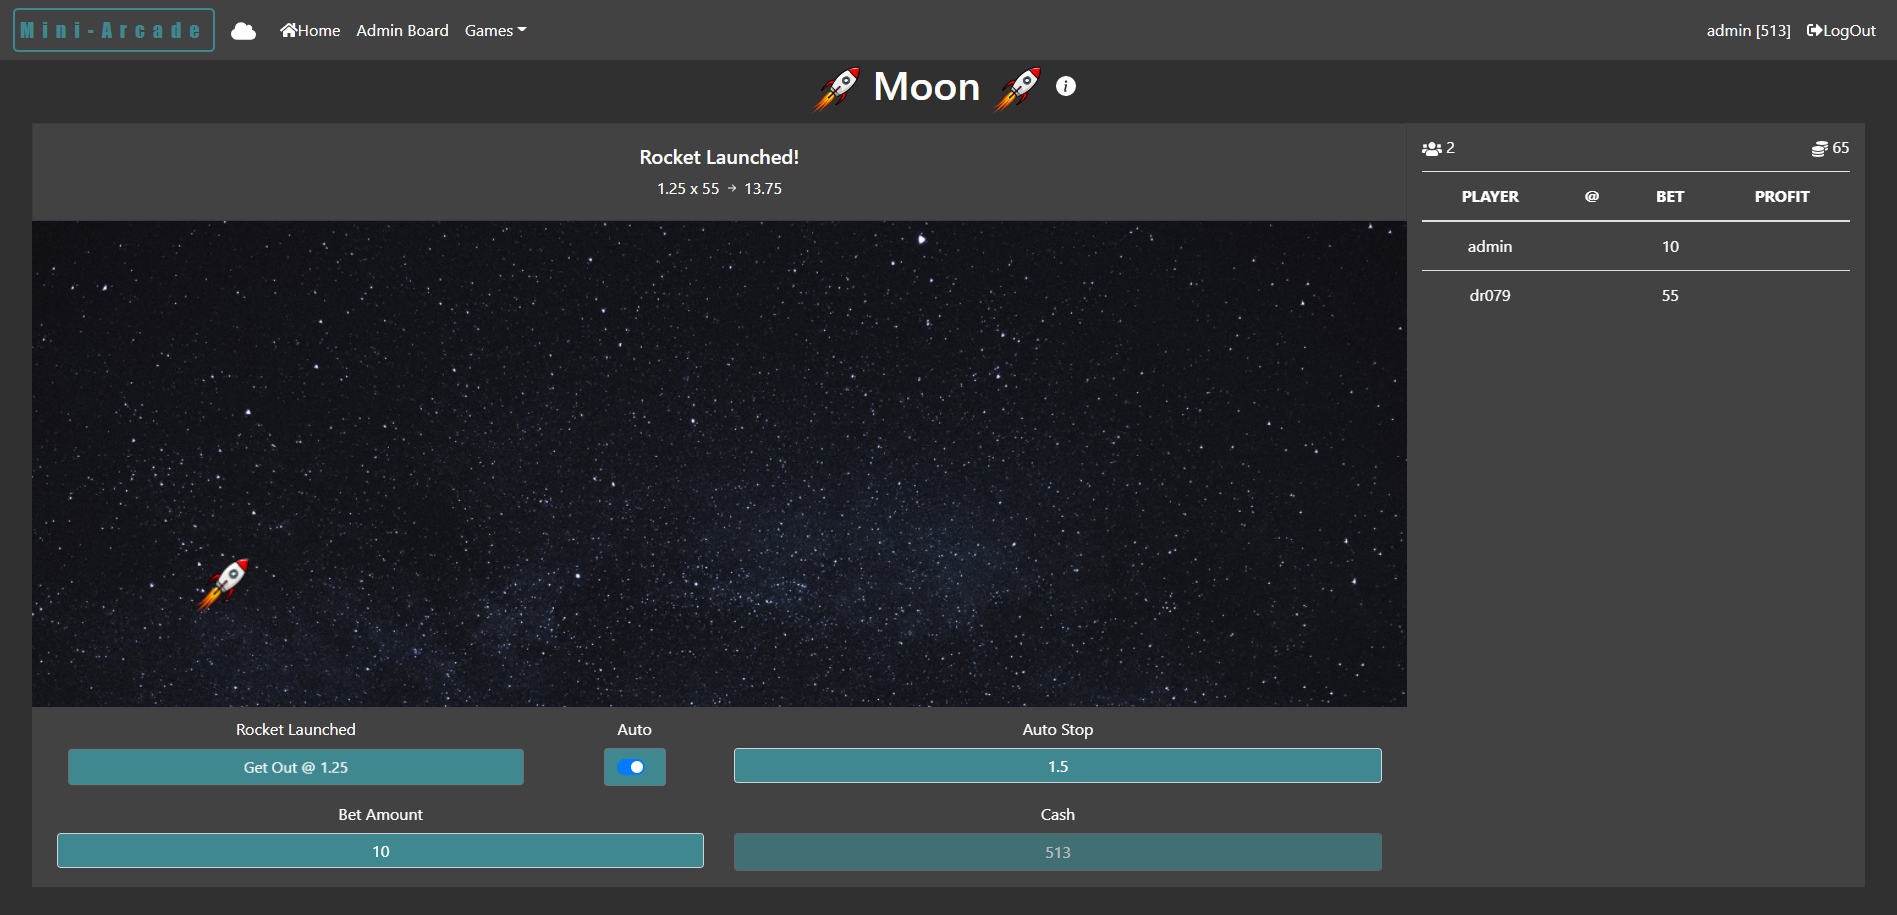 Mini-Arcade Home Admin Board Games admin [513] LogOut
Moon
Rocket Launched!
1.25 x 55 → 13.75
2 65
PLAYER @ BET PROFIT
admin 10
dr079 55
Rocket Launched Auto Auto Stop
Get Out @ 1.25 1.5
Bet Amount Cash
10 513